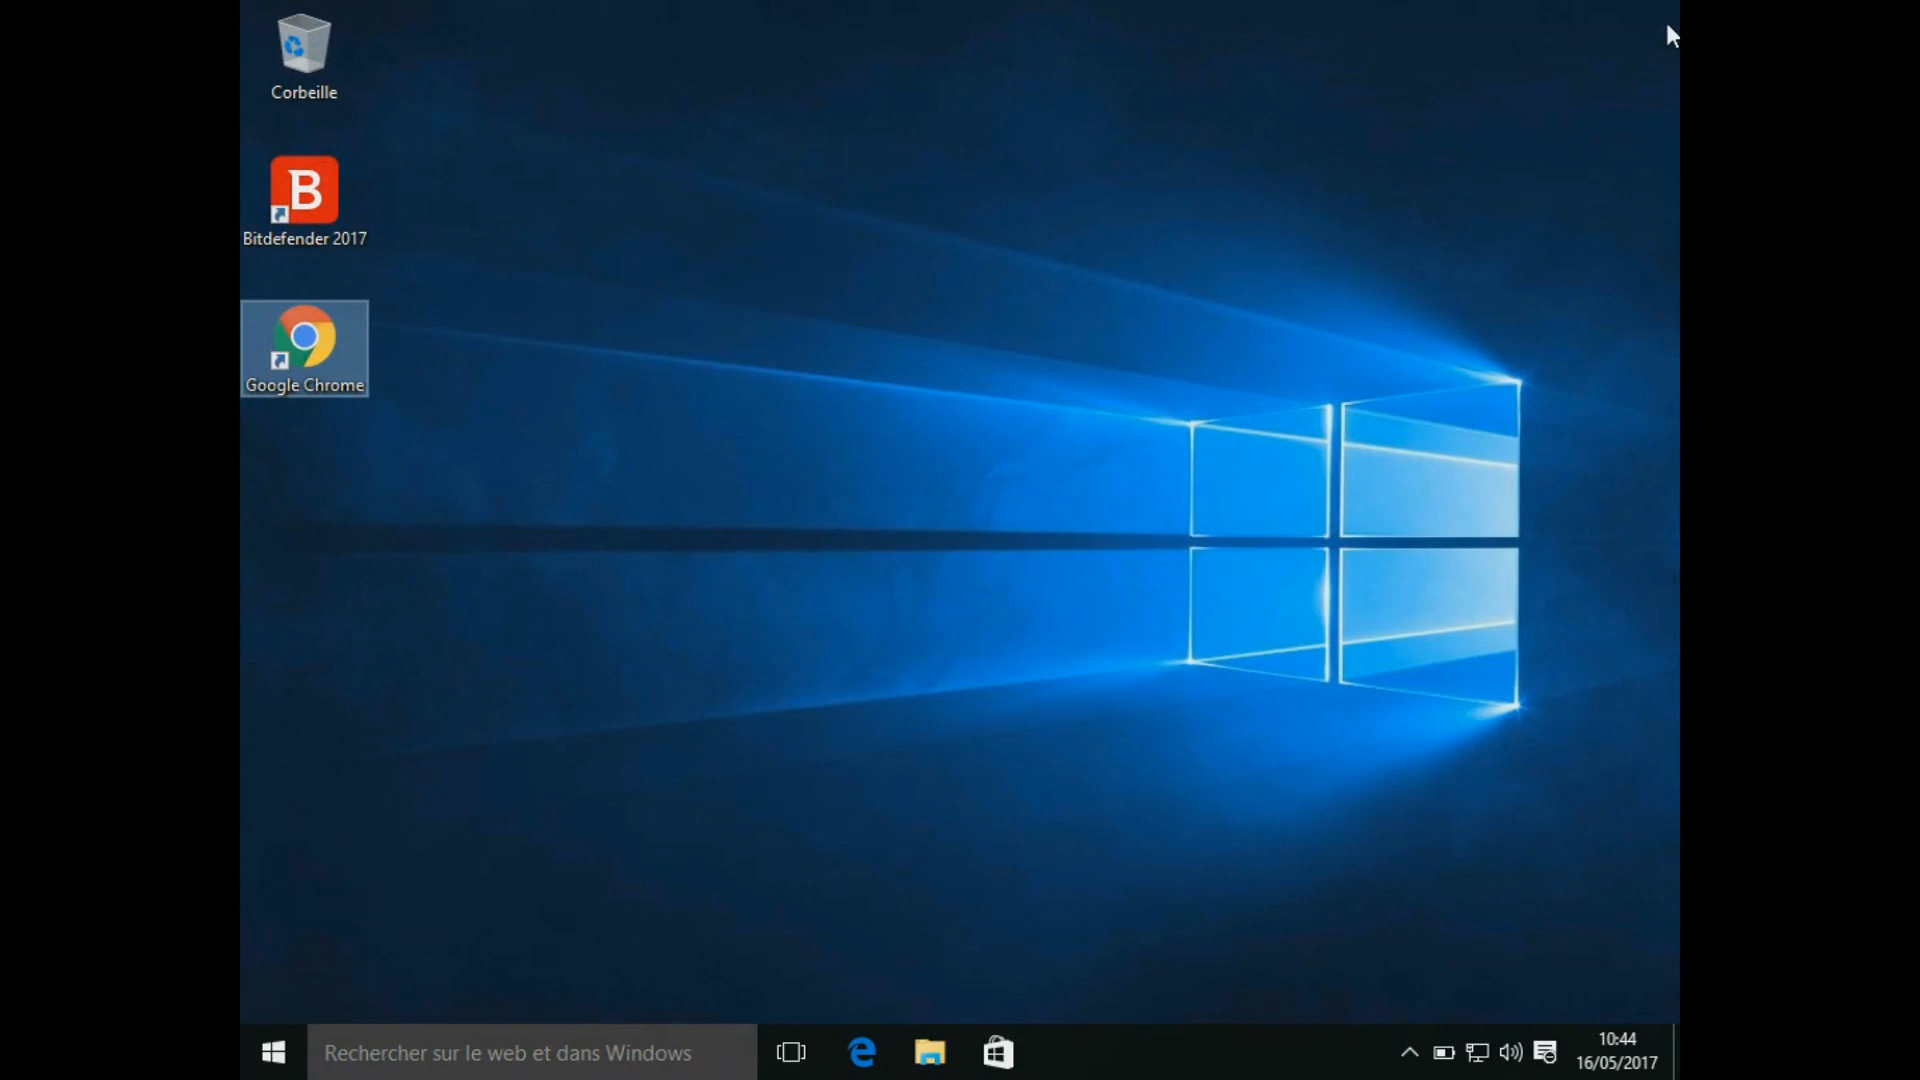 Corbeille
B
Bitdefender 2017
Google Chrome
Rechercher sur le web et dans Windows
10:44
16/05/2017